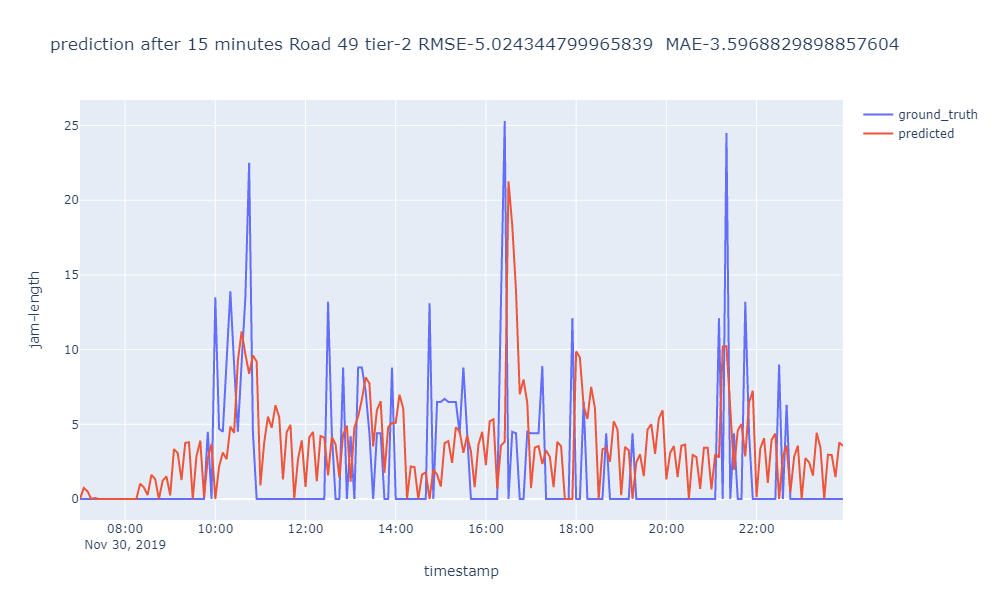 prediction after 15 minutes Road 49 tier-2 RMSE-5.024344799965839  MAE-3.5968829898857604
ground_truth
predicted
25
20
15
10
5
0
jam-length
08:00 10:00 12:00 14:00 16:00 18:00 20:00 22:00
Nov 30, 2019
timestamp